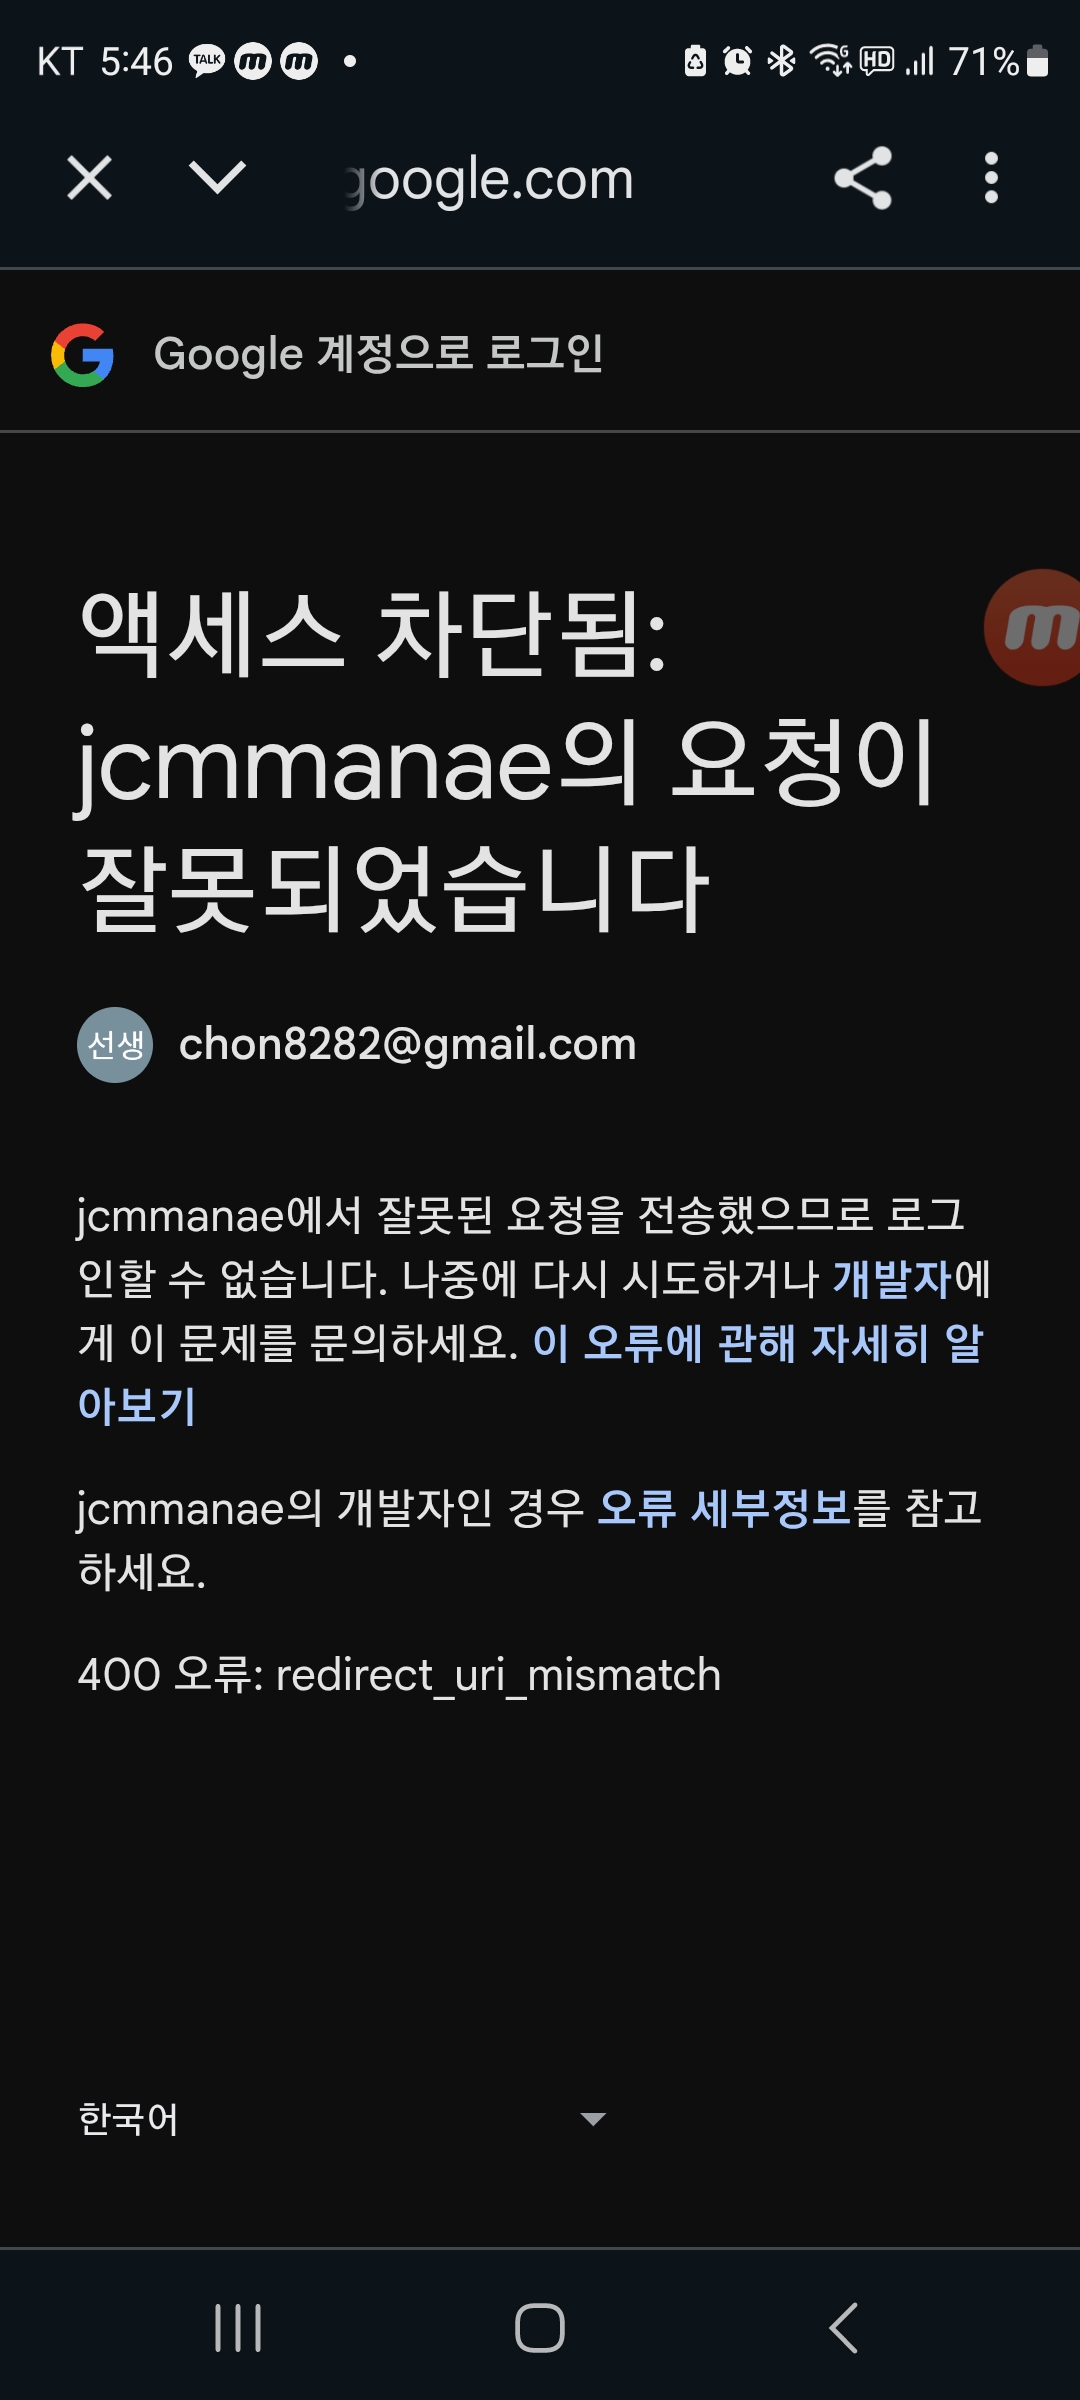 KT 5:46 TALK m m •
G HD 71%
google.com
Google 계정으로 로그인
액세스 차단됨:
m
jcmmanae의 요청이
잘못되었습니다
선생 chon8282@gmail.com
jcmmanae에서 잘못된 요청을 전송했으므로 로그
인할 수 없습니다. 나중에 다시 시도하거나 개발자에
게 이 문제를 문의하세요. 이 오류에 관해 자세히 알
아보기
jcmmanae의 개발자인 경우 오류 세부정보를 참고
하세요.
400 오류: redirect_uri_mismatch
한국어